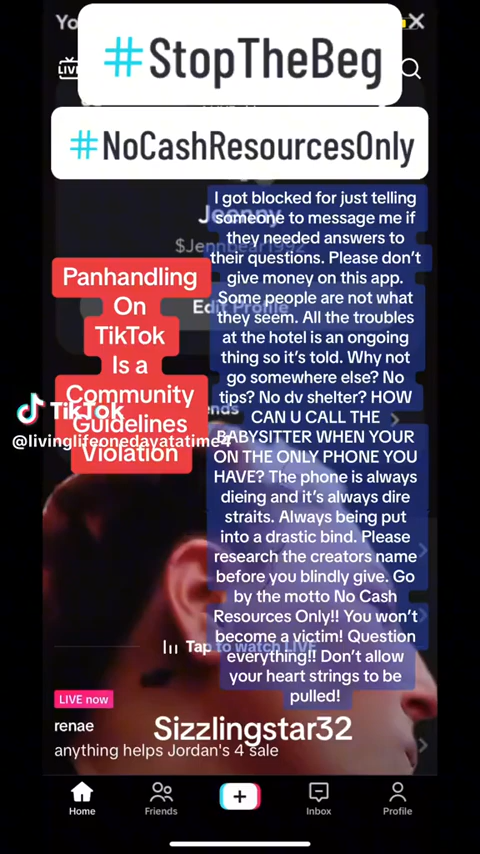 Yo
#StopTheBeg
LIVE
#NoCashResourcesOnly
Jenny
$Jennbear1992
Edit Profile
I got blocked for just telling
someone to message me if
they needed answers to
their questions. Please don't
give money on this app.
Some people are not what
they seem. All the troubles
at the hotel is an ongoing
thing so it's told. Why not
go somewhere else? No
tips? No dv shelter? HOW
CAN U CALL THE
BABYSITTER WHEN YOUR
ON THE ONLY PHONE YOU
HAVE? The phone is always
dieing and it's always dire
straits. Always being put
into a drastic bind. Please
research the creators name
before you blindly give. Go
by the motto No Cash
Resources Only!! You won't
become a victim! Question
everything!! Don't allow
your heart strings to be
pulled!
Panhandling
On
TikTok
Is a
Community
Guidelines
Violation
TikTok
@livinglifeonedayatatime4
Tap to watch LIVE
LIVE now
renae
Sizzlingstar32
anything helps Jordan's 4 sale
Home
Friends
Inbox
Profile